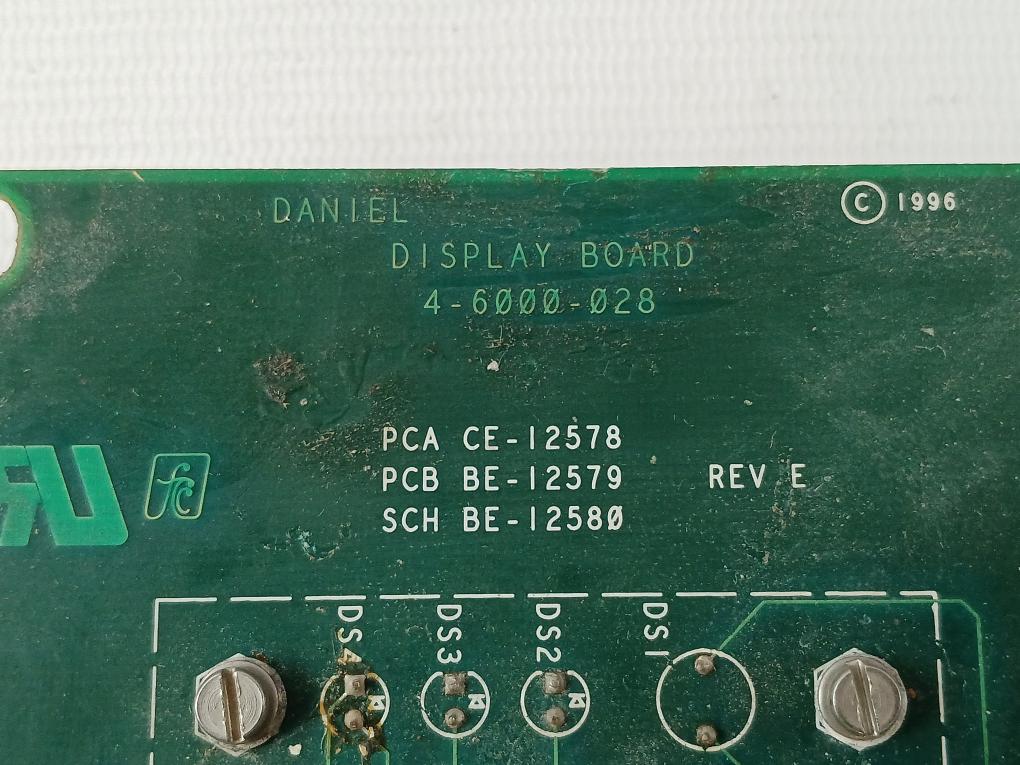 DANIEL
© 1996
DISPLAY BOARD
4-6000-028
PCA CE-12578
PCB BE-12579 REV E
SCH BE-12580
DS4 DS3 DS2 DS1